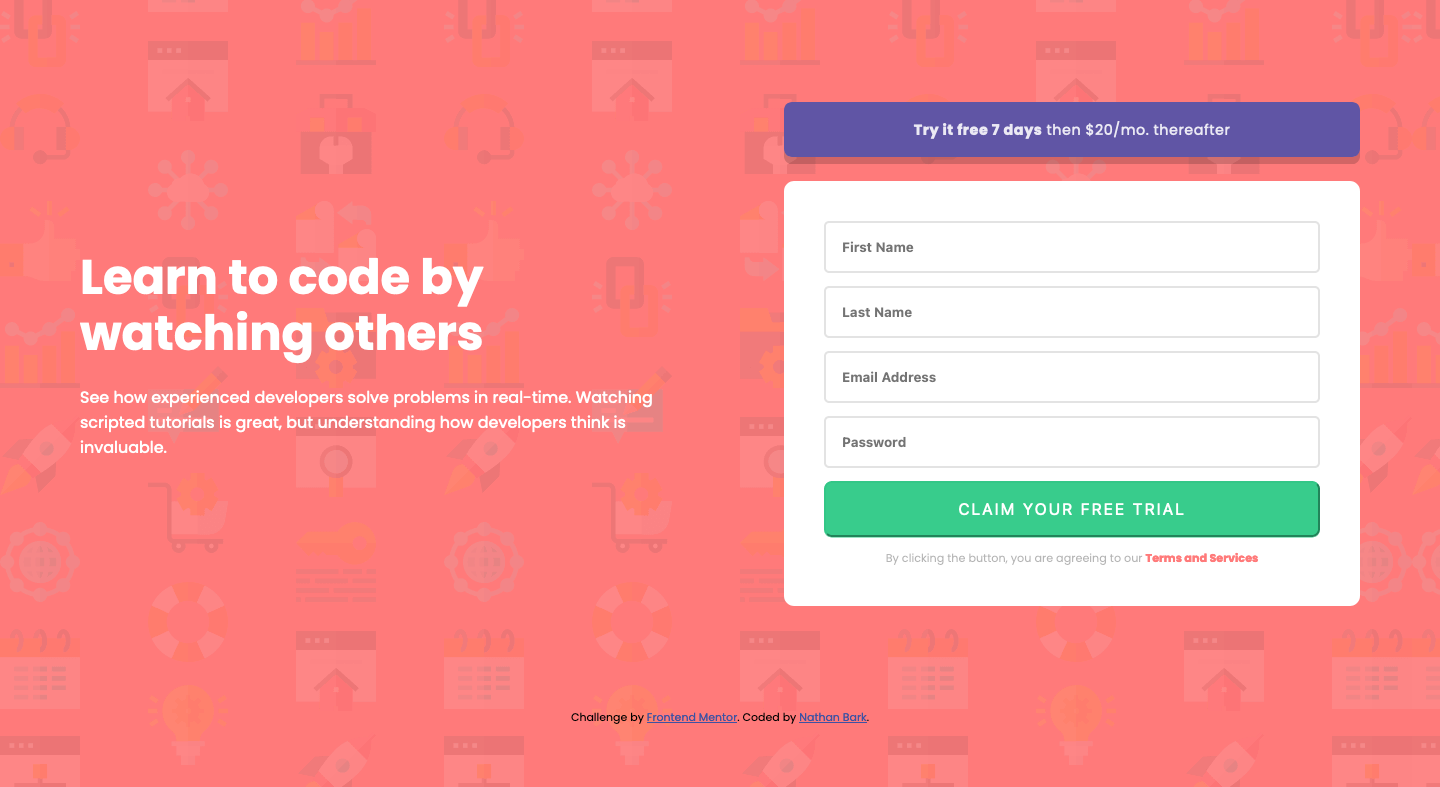 Learn to code by
watching others
See how experienced developers solve problems in real-time. Watching
scripted tutorials is great, but understanding how developers think is
invaluable.
Try it free 7 days then $20/mo. thereafter
First Name
Last Name
Email Address
Password
CLAIM YOUR FREE TRIAL
By clicking the button, you are agreeing to our Terms and Services
Challenge by Frontend Mentor. Coded by Nathan Bark.